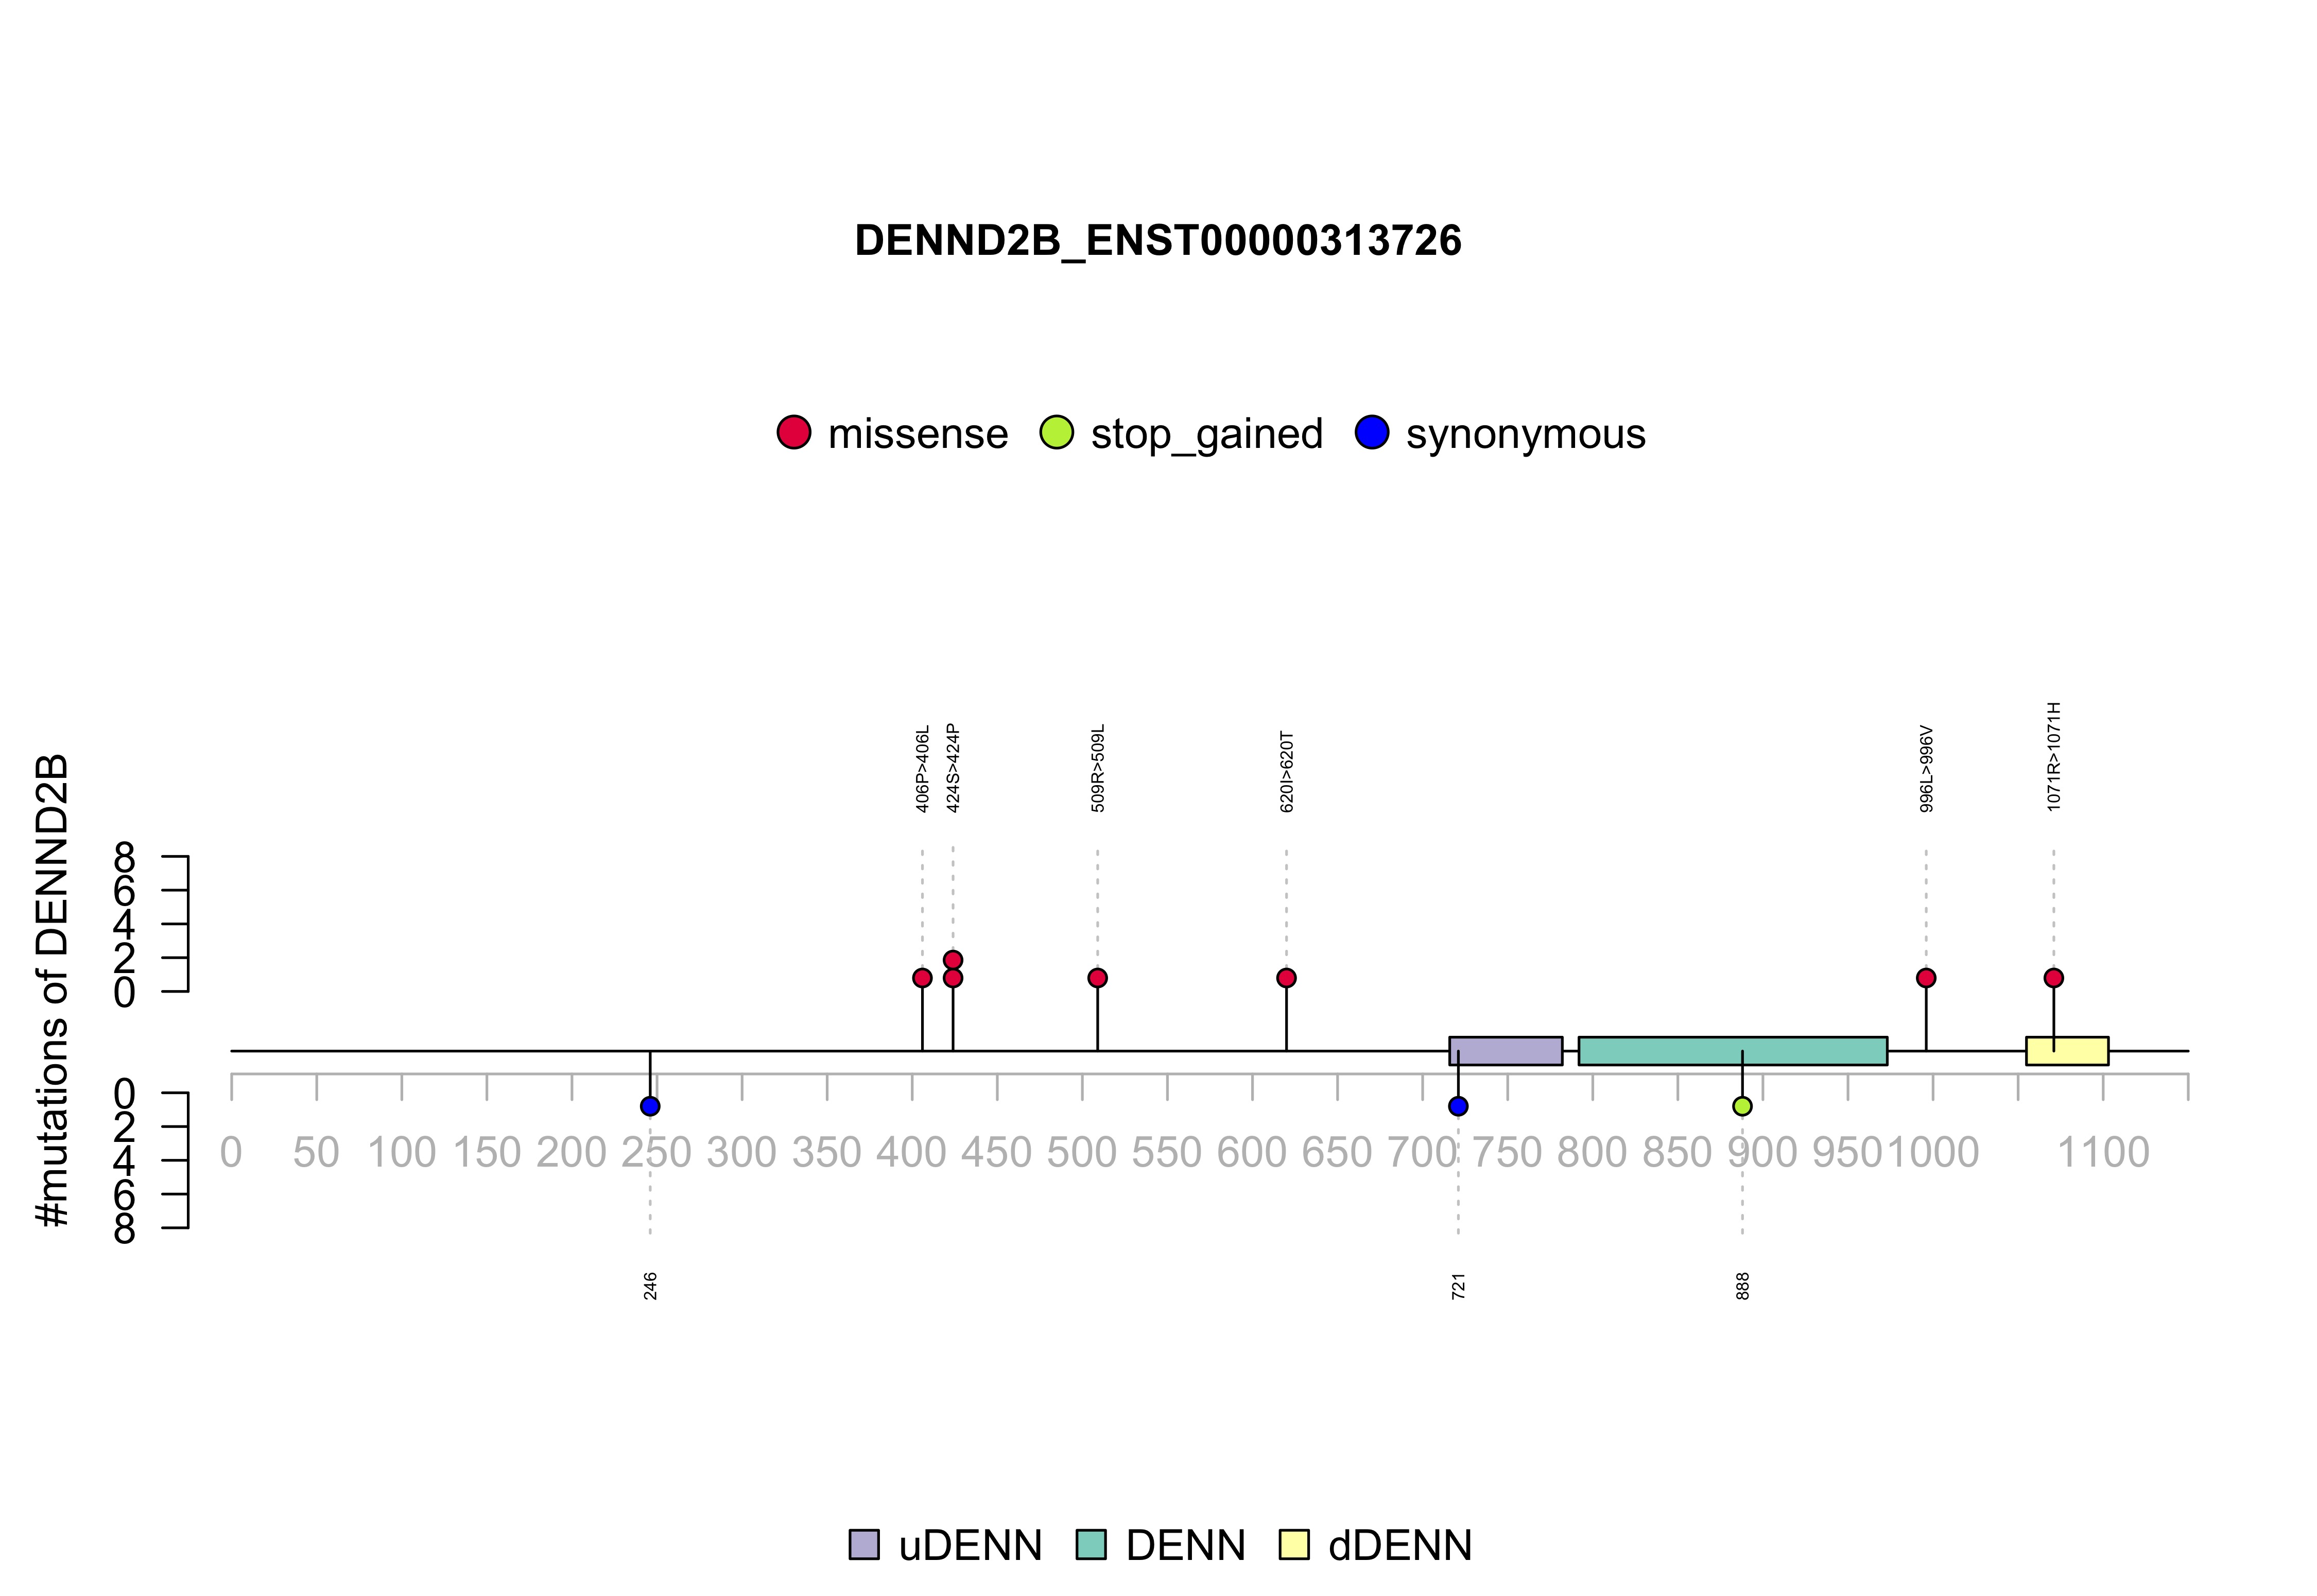 DENND2B_ENST00000313726
missense stop_gained synonymous
406P>406L 424S>424P 509R>509L 620I>620T 996L>996V 1071R>1071H
#mutations of DENND2B
8
6
4
2
0
0
2
4
6
8
0 50 100 150 200 250 300 350 400 450 500 550 600 650 700 750 800 850 900 950 1000 1100
246 721 888
uDENN DENN dDENN